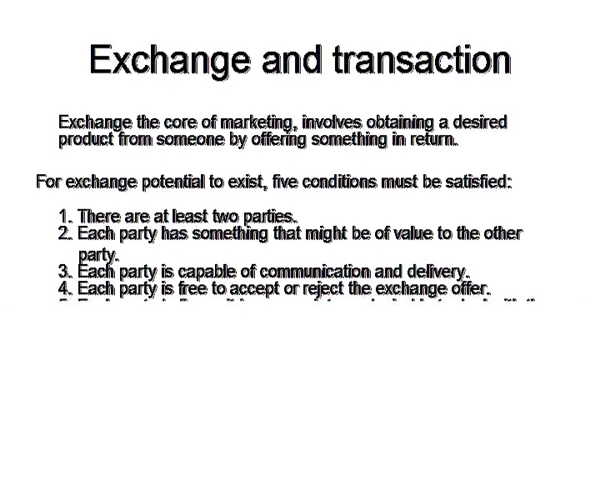 Exchange and transaction
Exchange the core of marketing, involves obtaining a desired
product from someone by offering something in return.
For exchange potential to exist, five conditions must be satisfied:
1. There are at least two parties.
2. Each party has something that might be of value to the other
party.
3. Each party is capable of communication and delivery.
4. Each party is free to accept or reject the exchange offer.